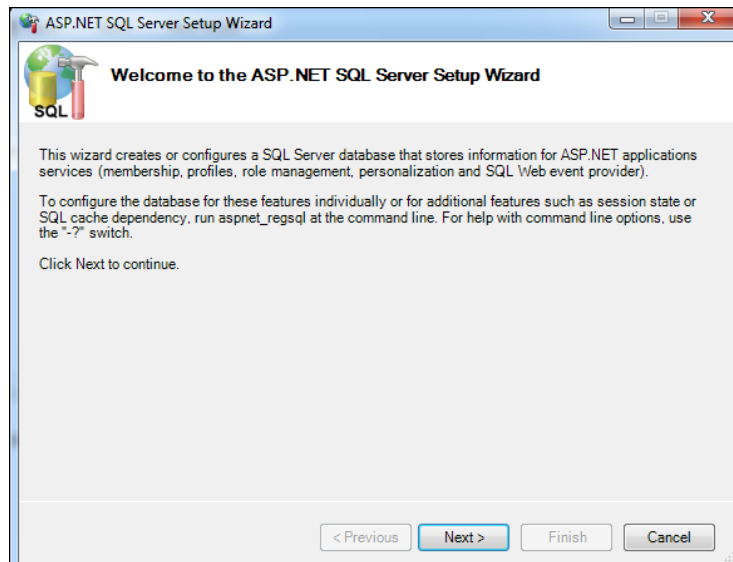 ASP.NET SQL Server Setup Wizard
Welcome to the ASP.NET SQL Server Setup Wizard
SQL
This wizard creates or configures a SQL Server database that stores information for ASP.NET applications
services (membership, profiles, role management, personalization and SQL Web event provider).
To configure the database for these features individually or for additional features such as session state or
SQL cache dependency, run aspnet_regsql at the command line. For help with command line options, use
the "-?" switch.
Click Next to continue.
< Previous
Next >
Finish
Cancel